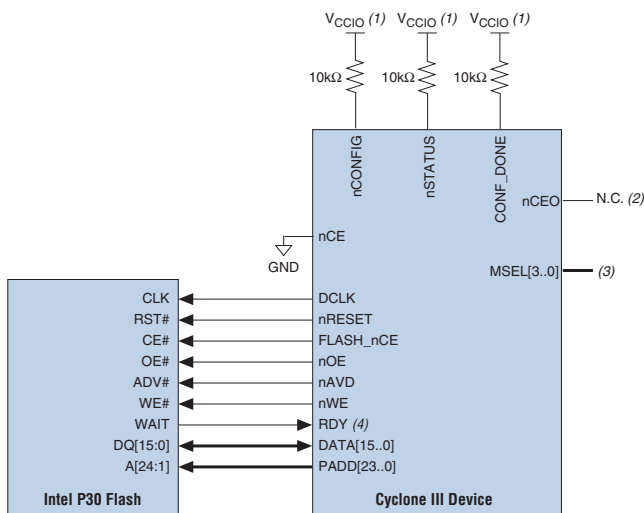 VCCIO (1) VCCIO (1) VCCIO (1)
10kΩ 10kΩ 10kΩ
nCONFIG
nSTATUS
CONF_DONE
nCEO N.C. (2)
nCE
GND
MSEL[3..0] (3)
CLK DCLK
RST# nRESET
CE# FLASH_nCE
OE# nOE
ADV# nAVD
WE# nWE
WAIT RDY (4)
DQ[15:0] DATA[15..0]
A[24:1] PADD[23..0]
Intel P30 Flash Cyclone III Device